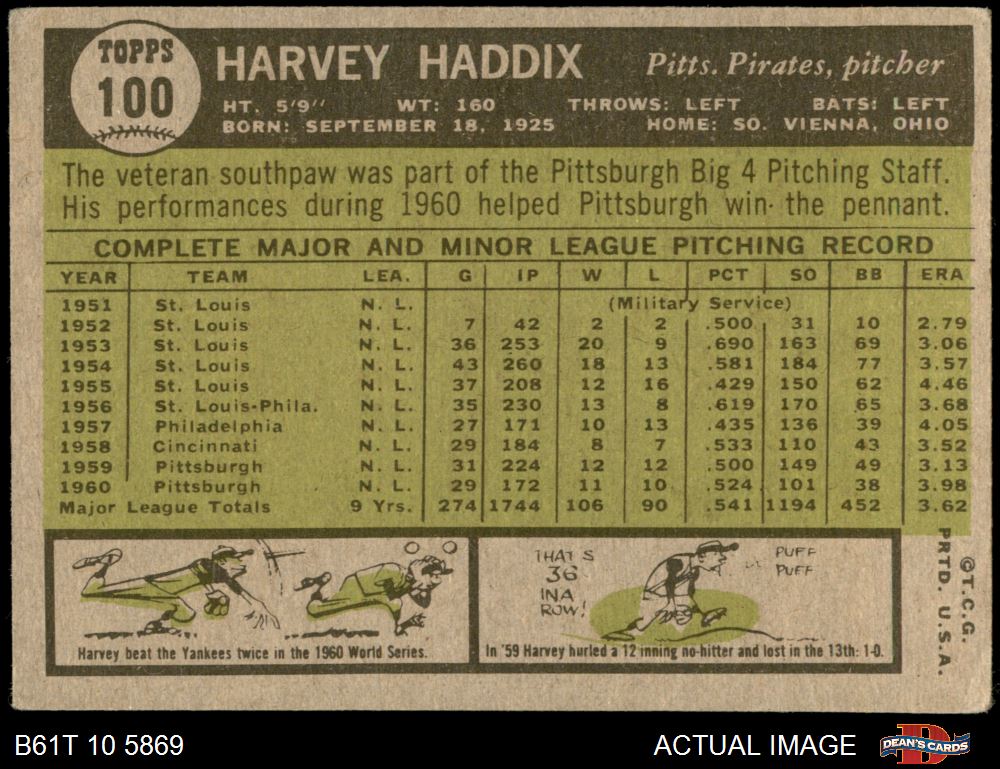 TOPPS
100
HARVEY HADDIX
Pitts. Pirates, pitcher
HT. 5'9" WT: 160 THROWS: LEFT BATS: LEFT
BORN: SEPTEMBER 18, 1925 HOME: SO. VIENNA, OHIO
The veteran southpaw was part of the Pittsburgh Big 4 Pitching Staff.
His performances during 1960 helped Pittsburgh win the pennant.
COMPLETE MAJOR AND MINOR LEAGUE PITCHING RECORD
YEAR TEAM LEA. G IP W L PCT SO BB ERA
1951 St. Louis N. L. (Military Service)
1952 St. Louis N. L. 7 42 2 2 .500 31 10 2.79
1953 St. Louis N. L. 36 253 20 9 .690 163 69 3.06
1954 St. Louis N. L. 43 260 18 13 .581 184 77 3.57
1955 St. Louis N. L. 37 208 12 16 .429 150 62 4.46
1956 St. Louis-Phila. N. L. 35 230 13 8 .619 170 65 3.68
1957 Philadelphia N. L. 27 171 10 13 .435 136 39 4.05
1958 Cincinnati N. L. 29 184 8 7 .533 110 43 3.52
1959 Pittsburgh N. L. 31 224 12 12 .500 149 49 3.13
1960 Pittsburgh N. L. 29 172 11 10 .524 101 38 3.98
Major League Totals 9 Yrs. 274 1744 106 90 .541 1194 452 3.62
Harvey beat the Yankees twice in the 1960 World Series.
THAT'S
36
IN A
ROW!
PUFF
PUFF
In '59 Harvey hurled a 12 inning no-hitter and lost in the 13th: 1-0.
©T.C.G.
PRTD. U.S.A.
B61T 10 5869
ACTUAL IMAGE
DEAN'S CARDS